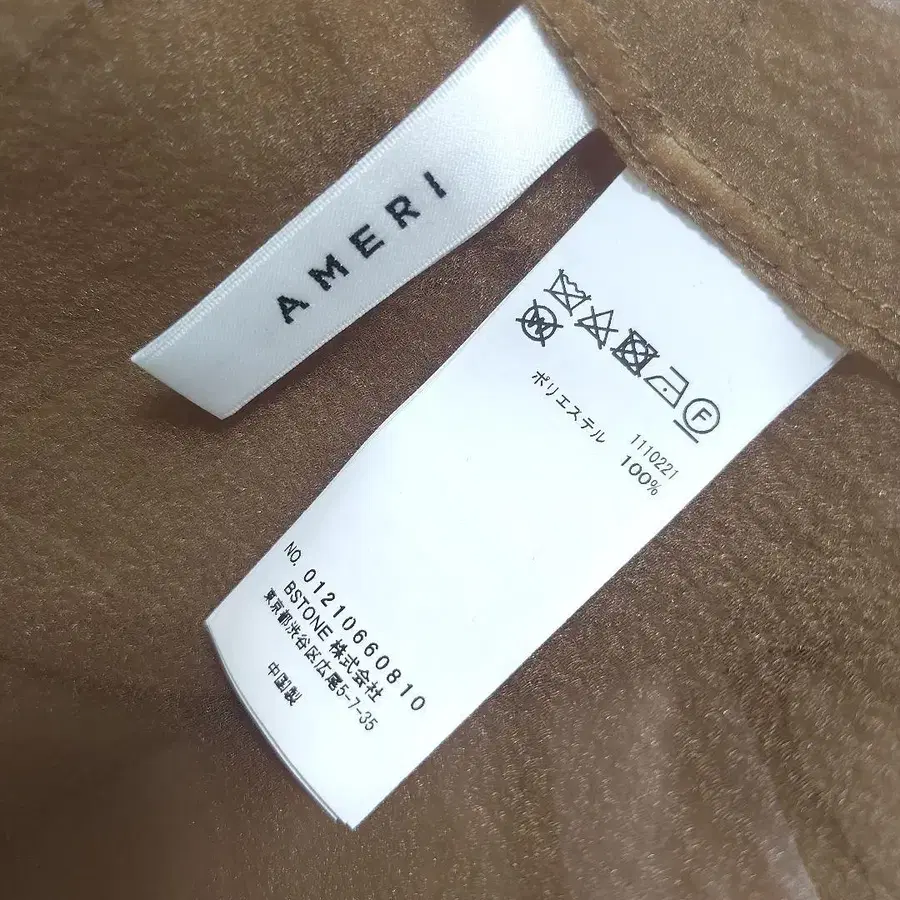 AMERI
W
F
1110221
ポリエステル 100%
NO. 01210660810
BSTONE 株式会社
東京都渋谷区広尾5-7-35
中国製